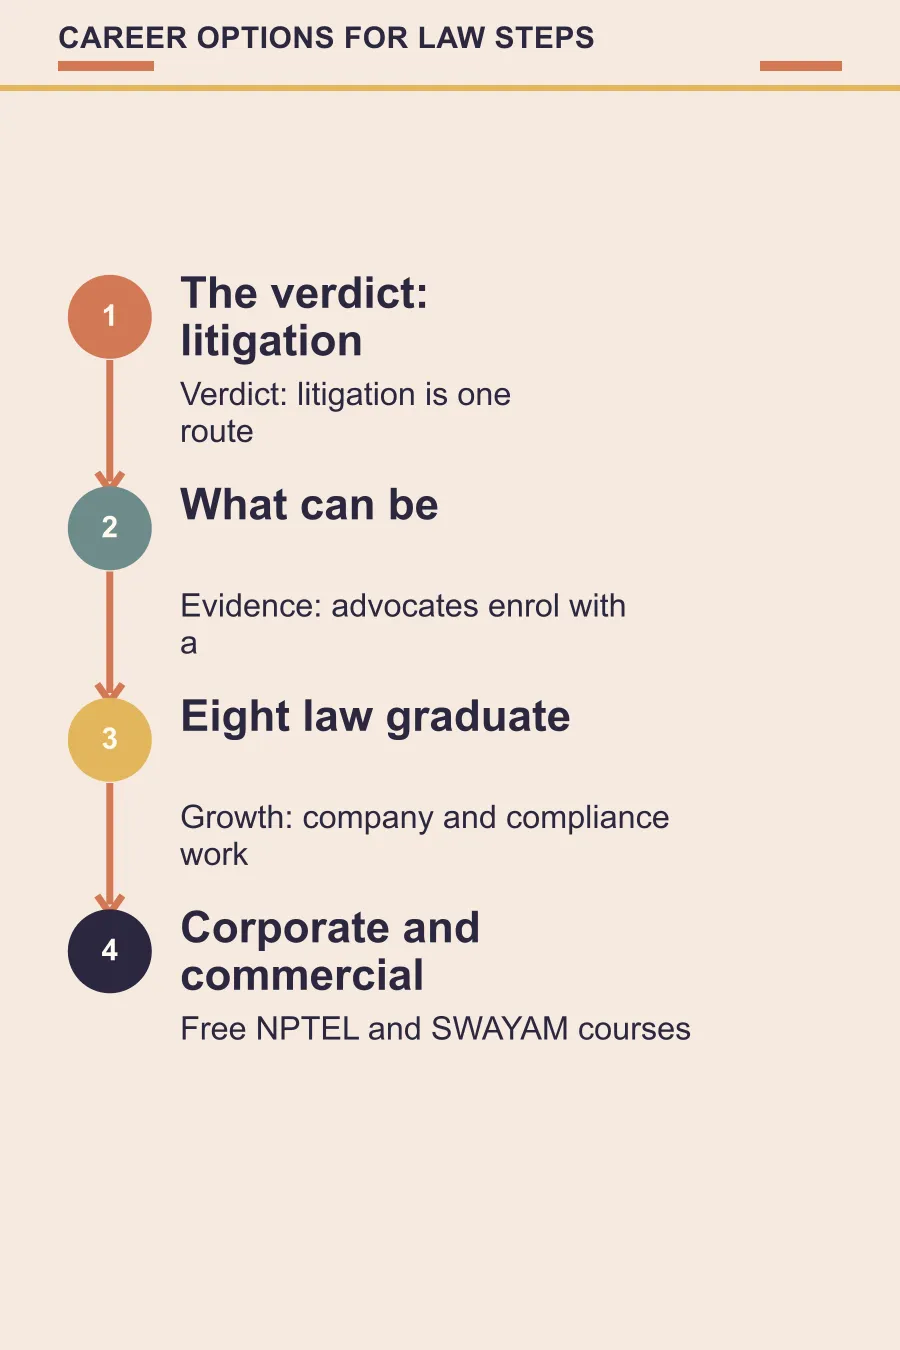 CAREER OPTIONS FOR LAW STEPS
1
The verdict:
litigation
Verdict: litigation is one
route
2
What can be
Evidence: advocates enrol with
a
3
Eight law graduate
Growth: company and compliance
work
4
Corporate and
commercial
Free NPTEL and SWAYAM courses